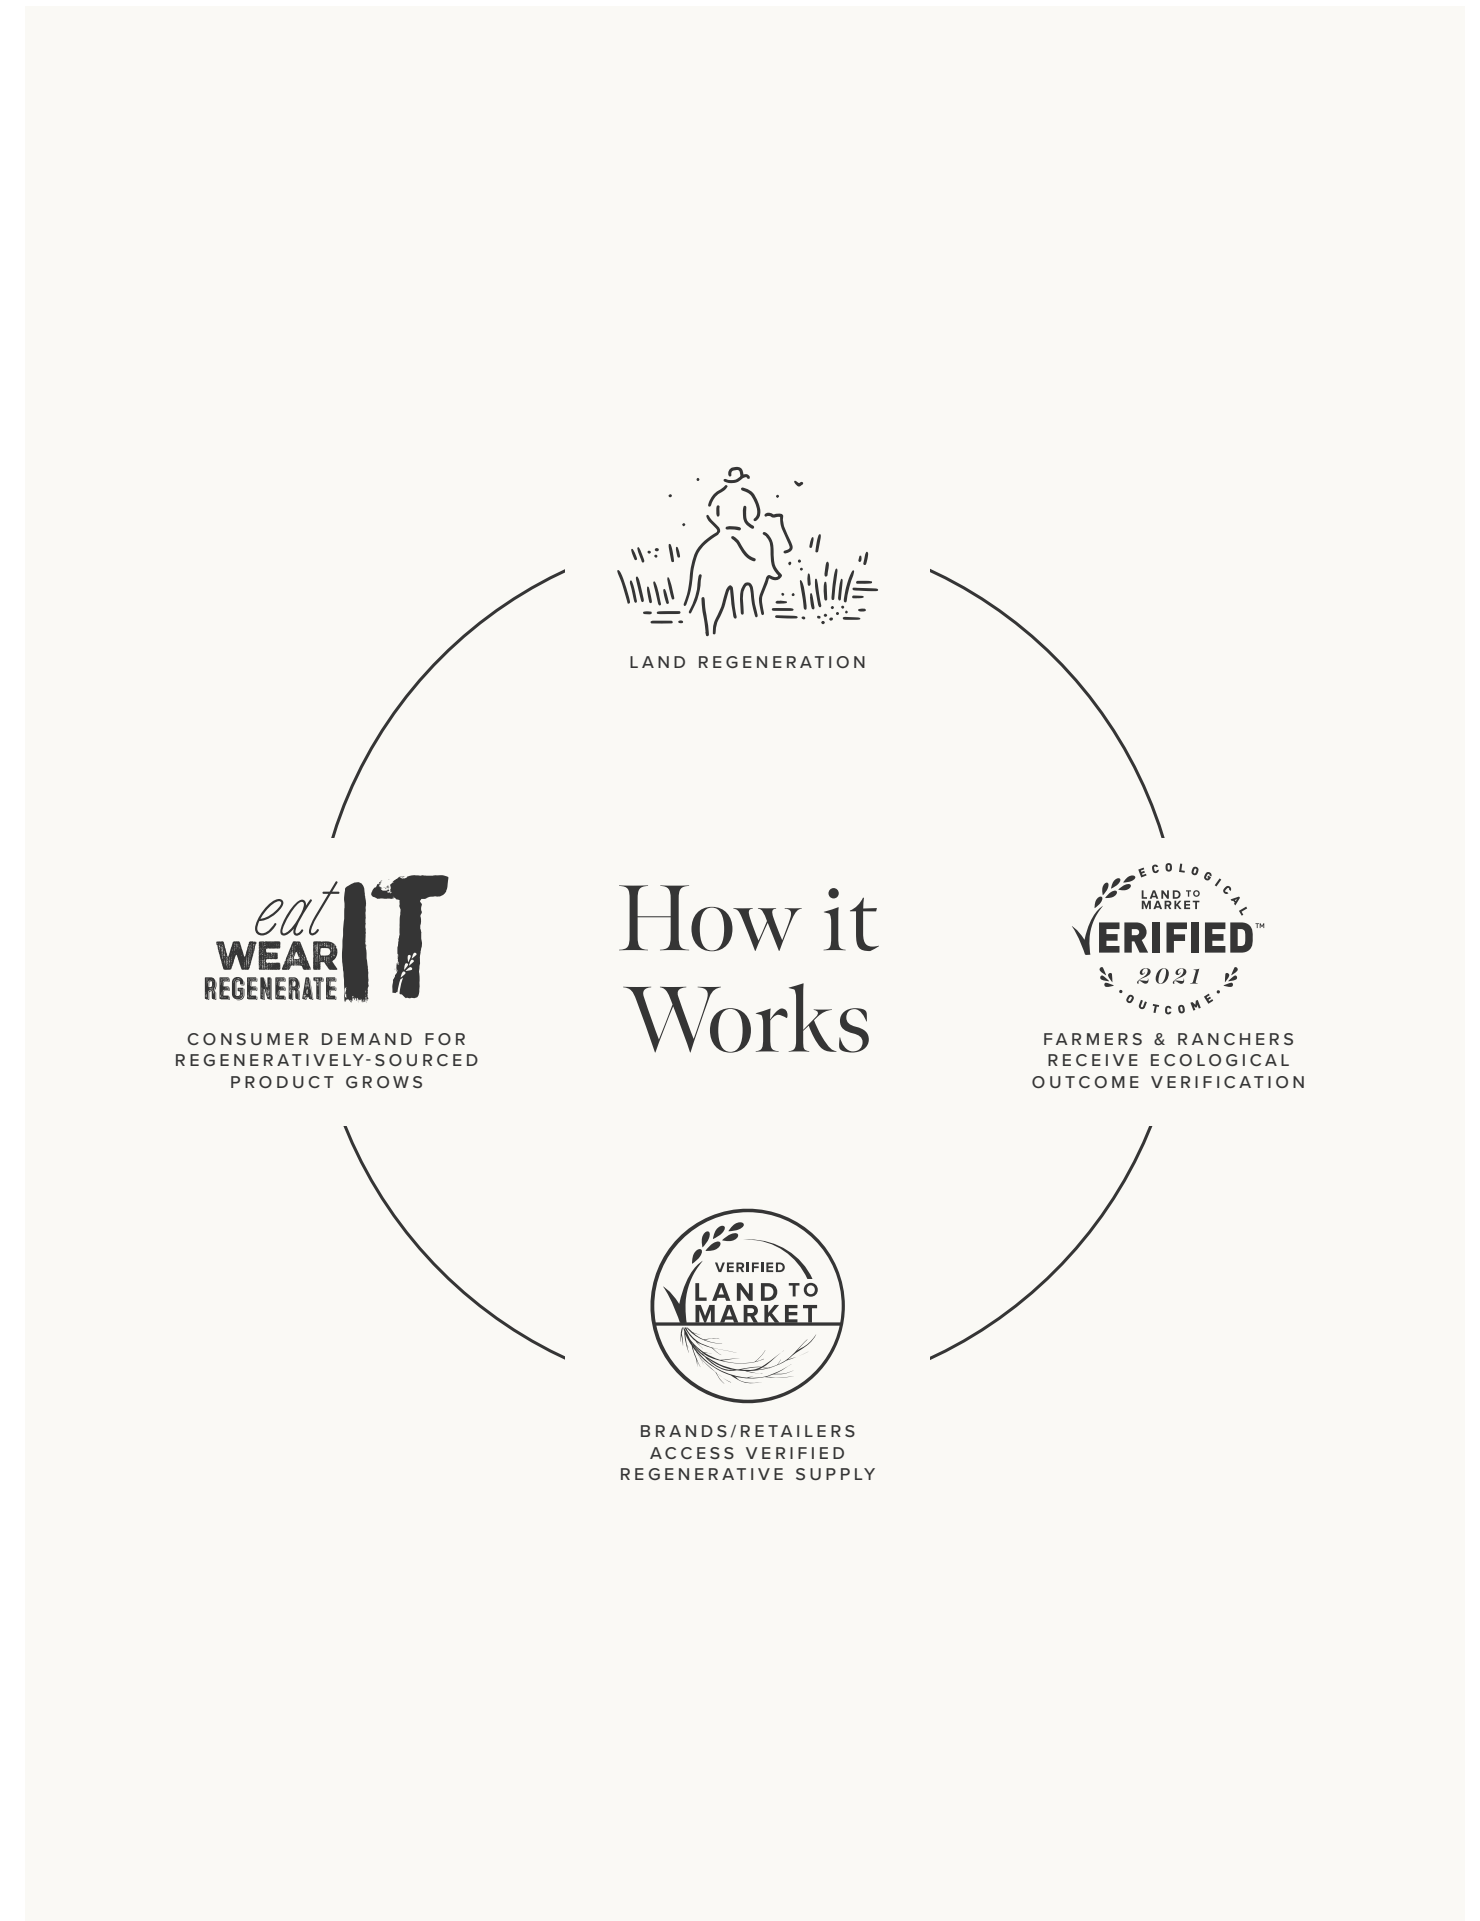 LAND REGENERATION
eat
WEAR
REGENERATE
IT
CONSUMER DEMAND FOR
REGENERATIVELY-SOURCED
PRODUCT GROWS
How it
Works
ECOLOGICAL
LAND TO
MARKET
VERIFIED™
2021
OUTCOME
FARMERS & RANCHERS
RECEIVE ECOLOGICAL
OUTCOME VERIFICATION
VERIFIED
LAND TO
MARKET
BRANDS/RETAILERS
ACCESS VERIFIED
REGENERATIVE SUPPLY